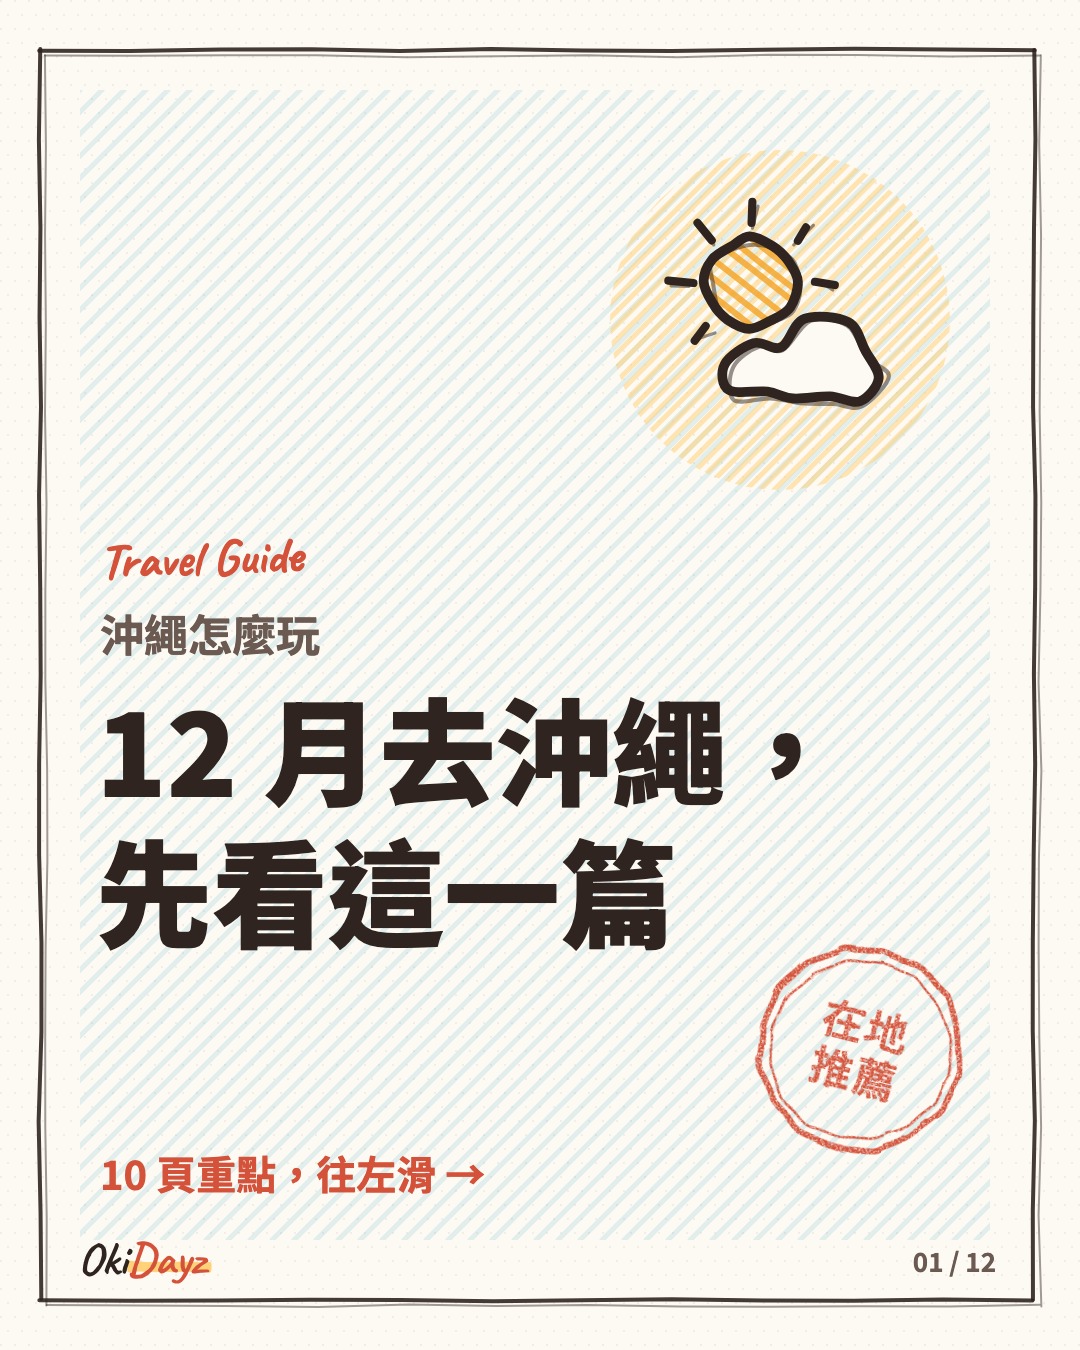 Travel Guide
沖繩怎麼玩
12 月去沖繩，
先看這一篇
在地
推薦
10 頁重點，往左滑 →
OkiDayz
01 / 12